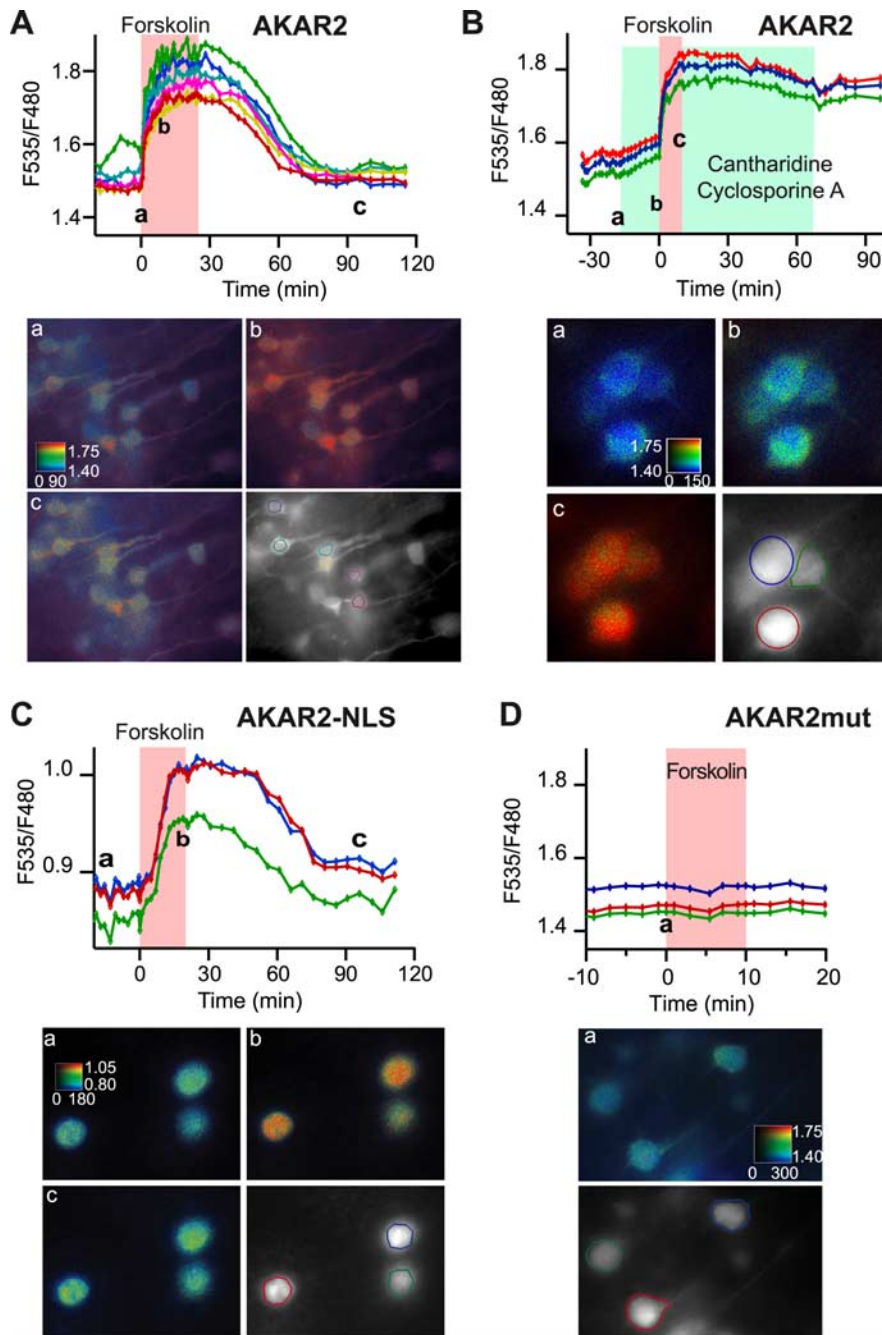 A
Forskolin
AKAR2
F535/F480
1.8
1.6
1.4
a
b
c
0 30 60 90 120
Time (min)
a
b
1.75
1.40
0 90
c
B
Forskolin
AKAR2
F535/F480
1.8
1.6
1.4
a
b
c
Cantharidine
Cyclosporine A
-30 0 30 60 90
Time (min)
a
b
1.75
1.40
0 150
c
C
AKAR2-NLS
Forskolin
F535/F480
1.0
0.9
a
b
c
0 30 60 90 120
Time (min)
a
b
1.05
0.80
0 180
c
D
AKAR2mut
Forskolin
F535/F480
1.8
1.6
1.4
a
-10 0 10 20
Time (min)
a
1.75
1.40
0 300